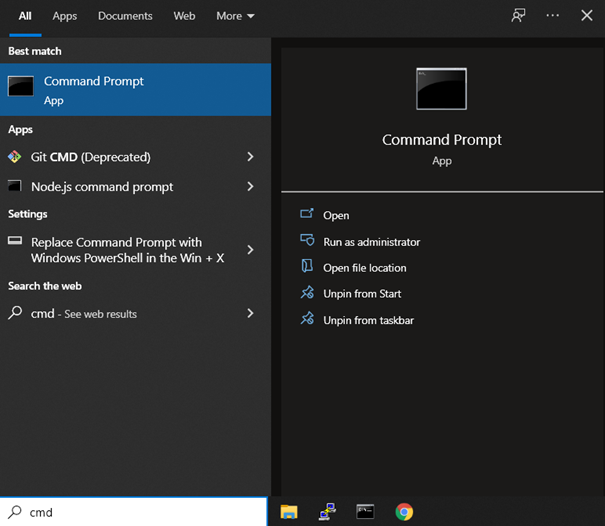 All Apps Documents Web More
Best match
Command Prompt
App
Apps
Git CMD (Deprecated)
Node.js command prompt
Settings
Replace Command Prompt with
Windows PowerShell in the Win + X
Search the web
cmd - See web results
Command Prompt
App
Open
Run as administrator
Open file location
Unpin from Start
Unpin from taskbar
cmd